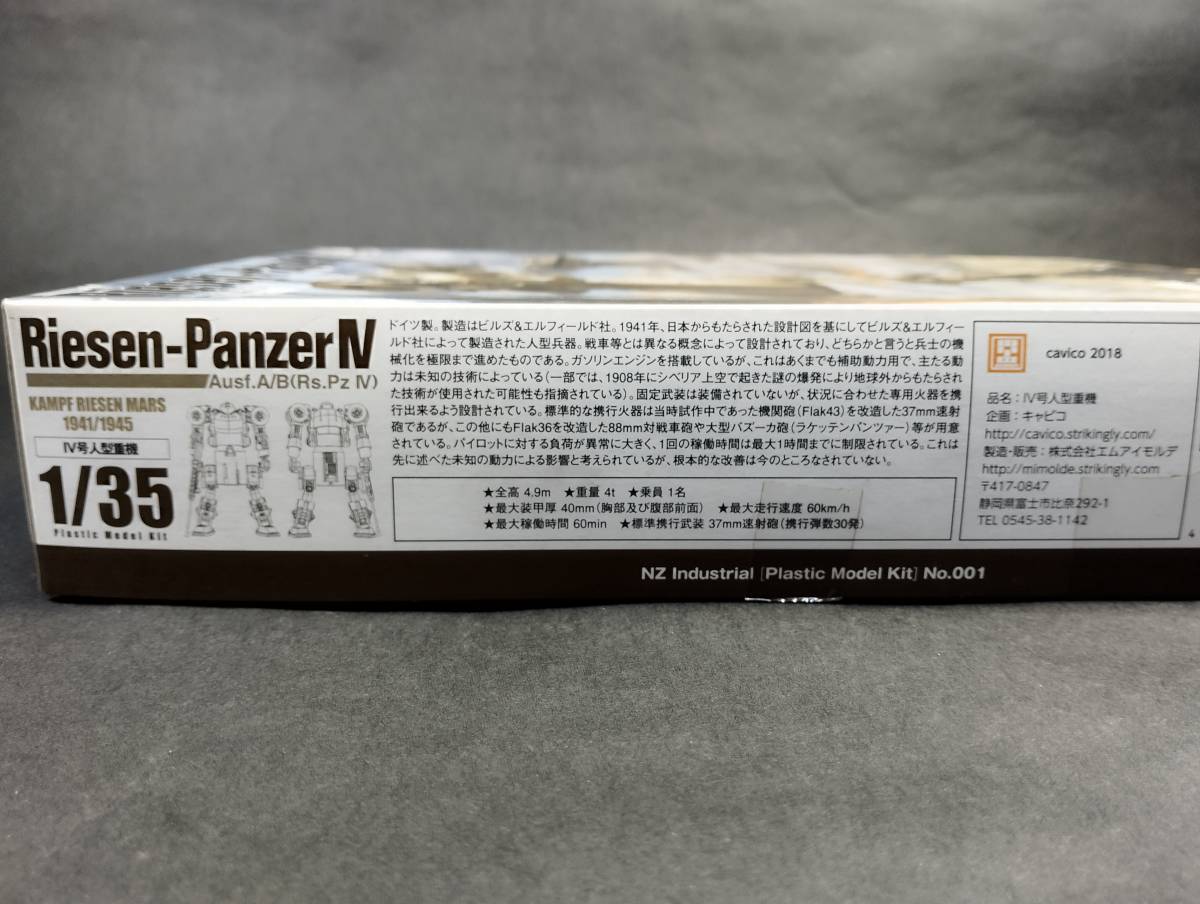 Riesen-Panzer IV
Ausf.A/B(Rs.Pz IV)
KAMPF RIESEN MARS
1941/1945
IV号人型重機
1/35
Plastic Model Kit
ドイツ製。製造はビルズ&エルフィールド社。1941年、日本からもたらされた設計図を基にしてビルズ&エルフィー
ルド社によって製造された人型兵器。戦車等とは異なる概念によって設計されており、どちらかと言うと兵士の機
械化を極限まで進めたものである。ガソリンエンジンを搭載しているが、これはあくまでも補助動力用で、主たる動
力は未知の技術によっている(一部では、1908年にシベリア上空で起きた謎の爆発により地球外からもたらされ
た技術が使用された可能性も指摘されている)。固定武装は装備されていないが、状況に合わせた専用火器を携
行出来るよう設計されている。標準的な携行火器は当時試作中であった機関砲(Flak43)を改造した37mm速射
砲であるが、この他にもFlak36を改造した88mm対戦車砲や大型バズーカ砲(ラケッテンパンツァー)等が用意
されている。パイロットに対する負荷が異常に大きく、1回の稼働時間は最大1時間までに制限されている。これは
先に述べた未知の動力による影響と考えられているが、根本的な改善は今のところなされていない。
★全高 4.9m ★重量 4t ★乗員 1名
★最大装甲厚 40mm(胸部及び腹部前面) ★最大走行速度 60km/h
★最大稼働時間 60min ★標準携行武装 37mm速射砲(携行弾数30発)
cavico 2018
品名:IV号人型重機
企画:キャビコ
http://cavico.strikingly.com/
製造・販売:株式会社エムアイモルデ
http://mimolde.strikingly.com/
〒417-0847
静岡県富士市比奈292-1
TEL 0545-38-1142
4
NZ Industrial [Plastic Model Kit] No.001